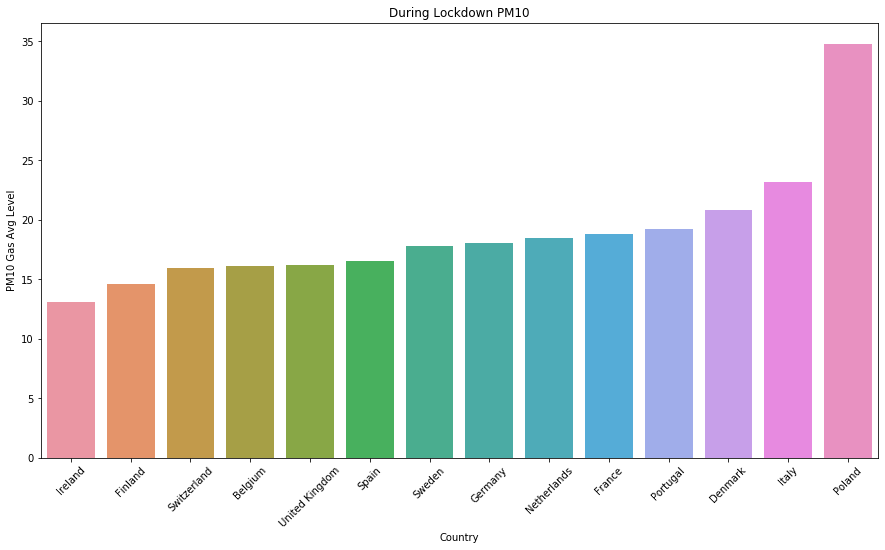 During Lockdown PM10
PM10 Gas Avg Level
35
30
25
20
15
10
5
0
Ireland
Finland
Switzerland
Belgium
United Kingdom
Spain
Sweden
Germany
Netherlands
France
Portugal
Denmark
Italy
Poland
Country